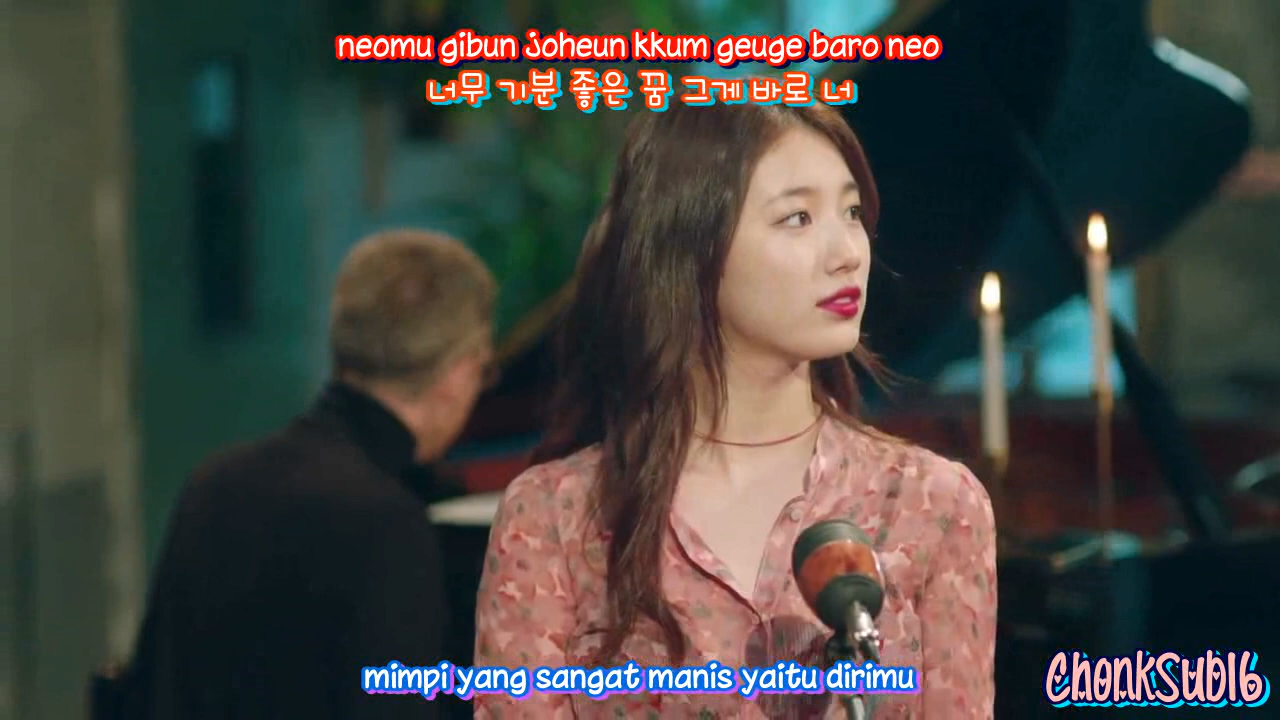 neomu gibun joheun kkum geuge baro neo
너무 기분 좋은 꿈 그게 바로 너
mimpi yang sangat manis yaitu dirimu
ChonkSub16